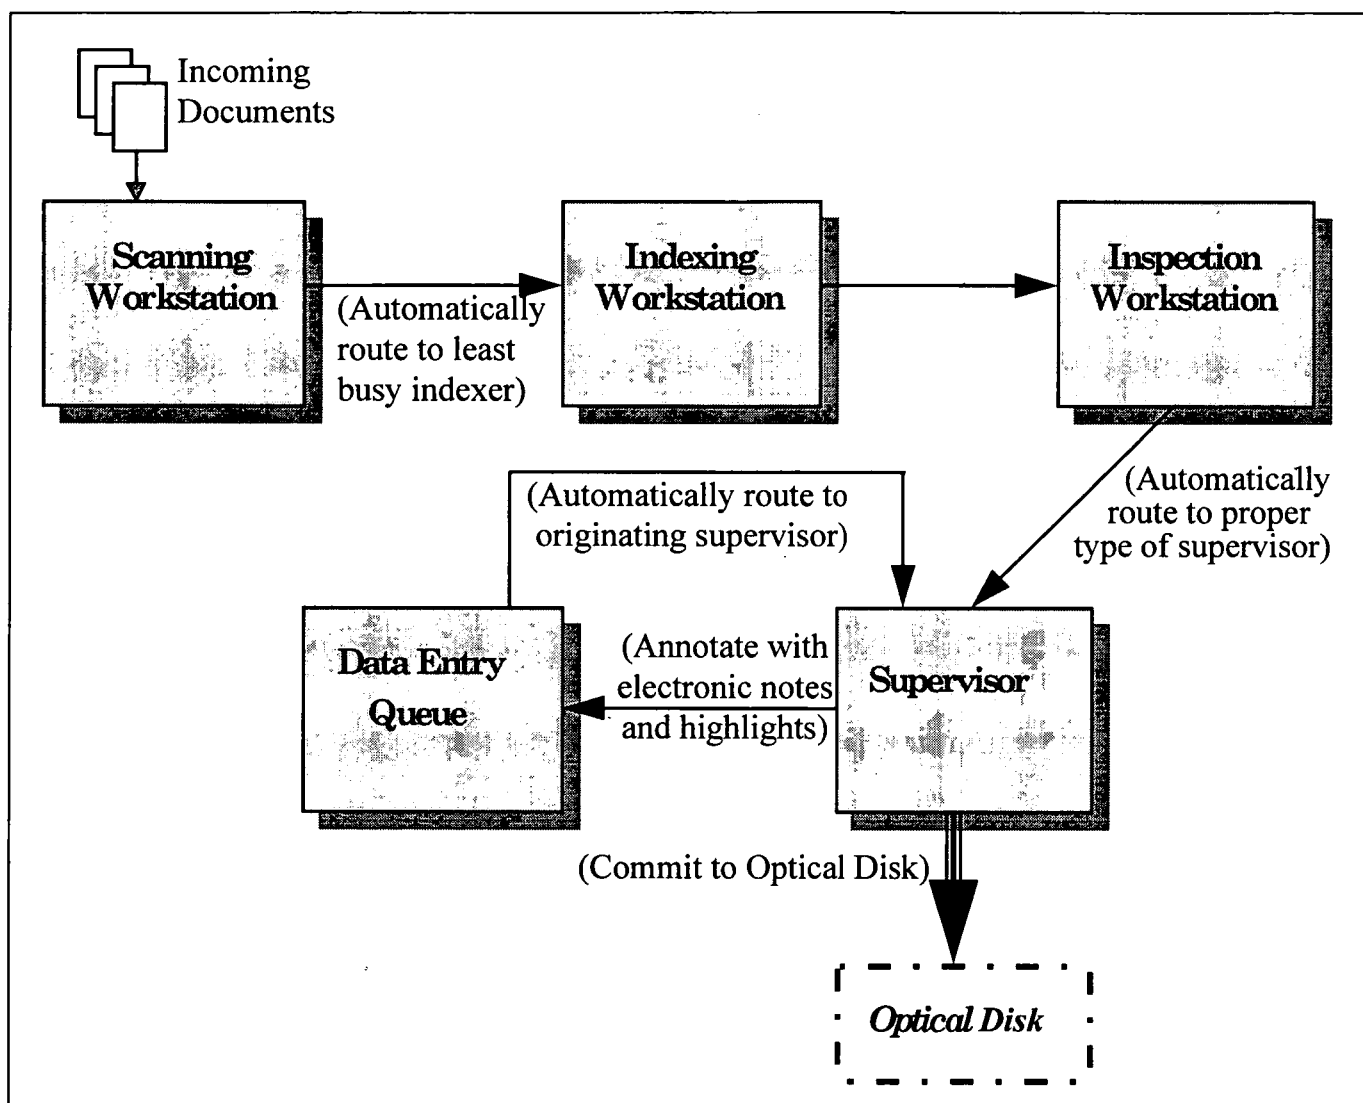 Incoming
Documents
Scanning
Workstation
(Automatically
route to least
busy indexer)
Indexing
Workstation
Inspection
Workstation
(Automatically
route to proper
type of supervisor)
(Automatically route to
originating supervisor)
Data Entry
Queue
(Annotate with
electronic notes
and highlights)
Supervisor
(Commit to Optical Disk)
Optical Disk